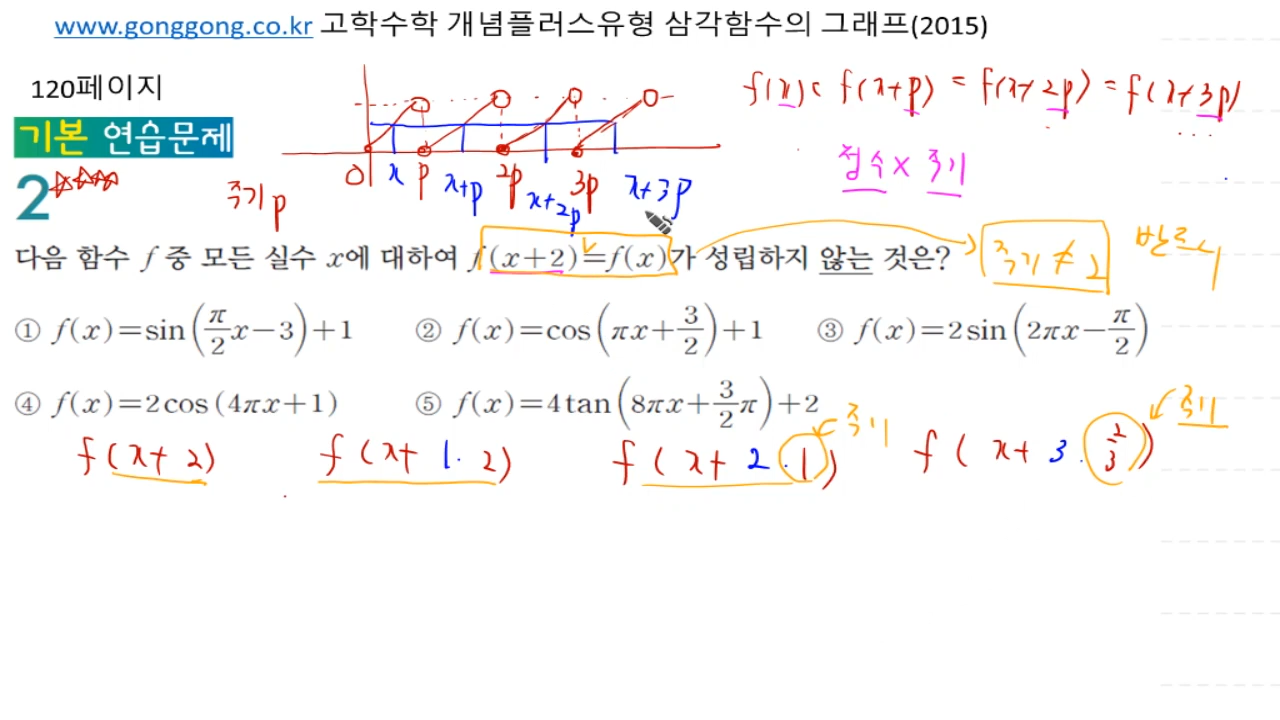 www.gonggong.co.kr 고학수학 개념플러스유형 삼각함수의 그래프(2015)
120페이지
기본 연습문제
2
주기 p
0 x p x+p 2p x+2p 3p x+3p
f(x)= f(x+p) = f(x+2p) = f(x+3p)
정수 × 주기
다음 함수 f 중 모든 실수 x에 대하여 f(x+2)=f(x)가 성립하지 않는 것은?
주기 ≠ 2 반드시
① f(x)=sin(π/2 x−3)+1 ② f(x)=cos(πx+3/2)+1 ③ f(x)=2sin(2πx−π/2)
④ f(x)=2cos(4πx+1) ⑤ f(x)=4tan(8πx+3/2 π)+2
주기 주기
f(x+2) f(x+1·2) f(x+2·1) f(x+3·2/3)